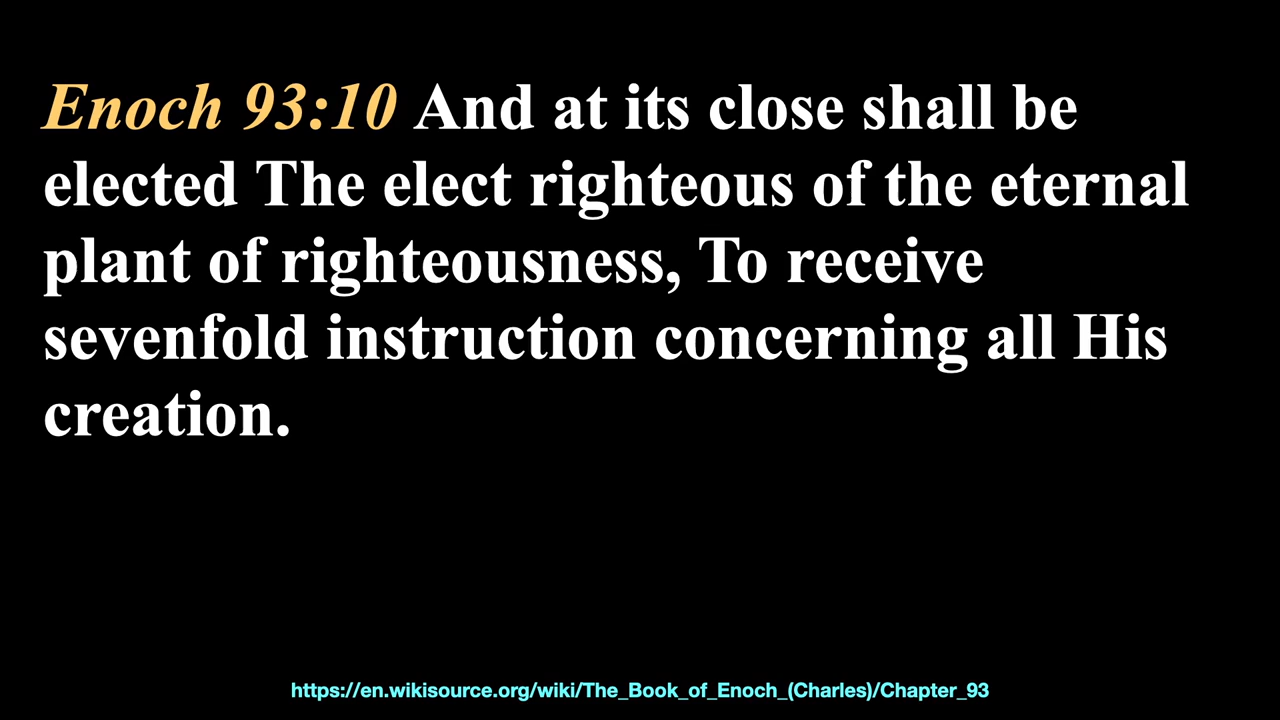 Enoch 93:10 And at its close shall be
elected The elect righteous of the eternal
plant of righteousness, To receive
sevenfold instruction concerning all His
creation.
https://en.wikisource.org/wiki/The_Book_of_Enoch_(Charles)/Chapter_93